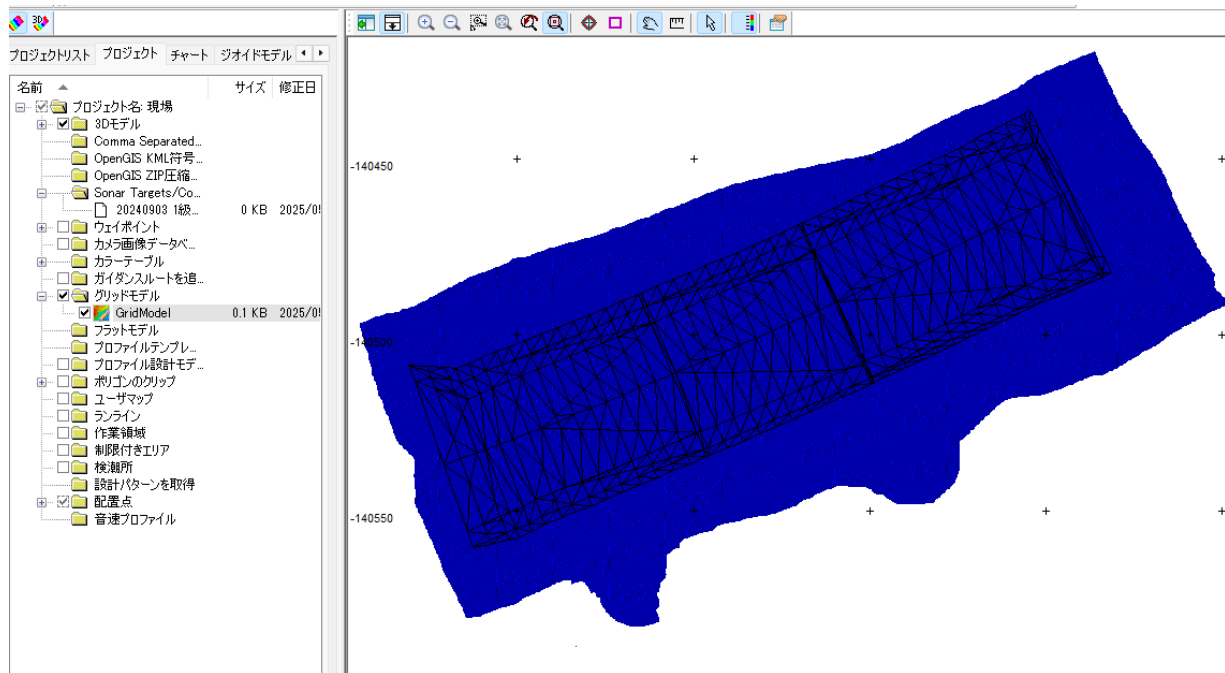 3D
プロジェクトリスト プロジェクト チャート ジオイドモデル
名前 サイズ 修正日
プロジェクト名: 現場
3Dモデル
Comma Separated...
OpenGIS KML符号...
OpenGIS ZIP圧縮...
Sonar Targets/Co...
20240903 1級... 0 KB 2025/0
ウェイポイント
カメラ画像データベ...
カラーテーブル
ガイダンスルートを追...
グリッドモデル
GridModel 0.1 KB 2025/0
フラットモデル
プロファイルテンプレ...
プロファイル設計モデ...
ポリゴンのクリップ
ユーザマップ
ランライン
作業領域
制限付きエリア
検潮所
設計パターンを取得
配置点
音速プロファイル
-140450
-140500
-140550